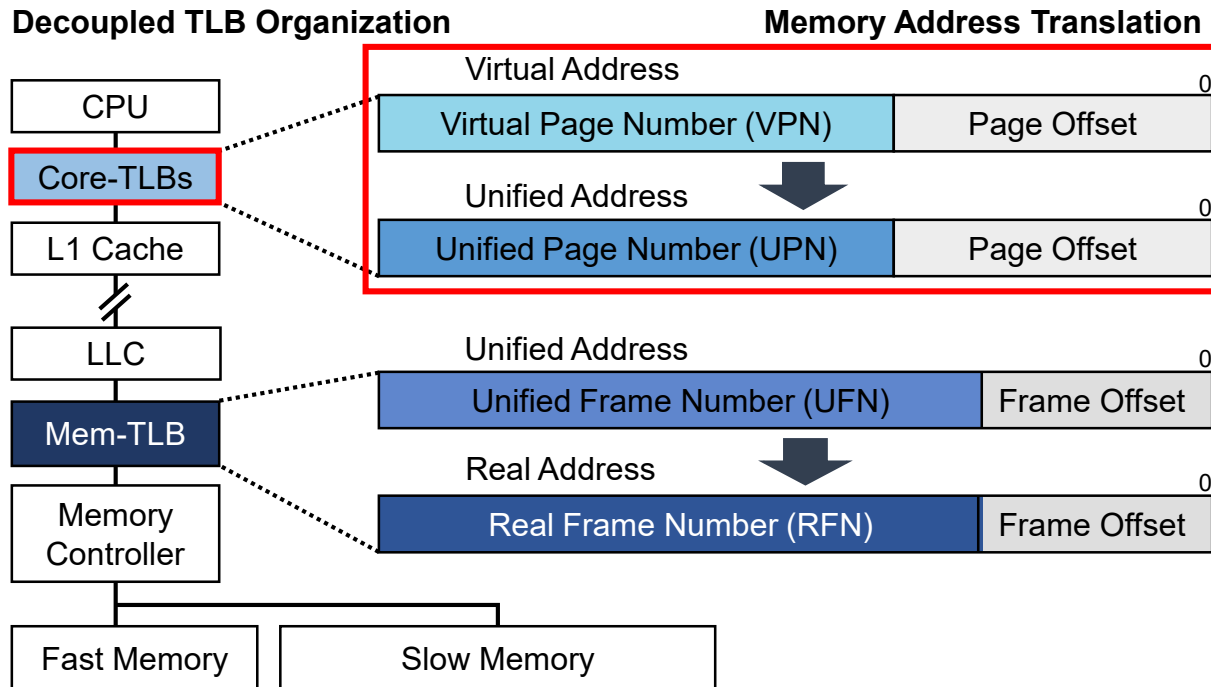 Decoupled TLB Organization
Memory Address Translation
CPU
Core-TLBs
L1 Cache
LLC
Mem-TLB
Memory
Controller
Fast Memory
Slow Memory
Virtual Address
0
Virtual Page Number (VPN)
Page Offset
Unified Address
0
Unified Page Number (UPN)
Page Offset
Unified Address
0
Unified Frame Number (UFN)
Frame Offset
Real Address
0
Real Frame Number (RFN)
Frame Offset